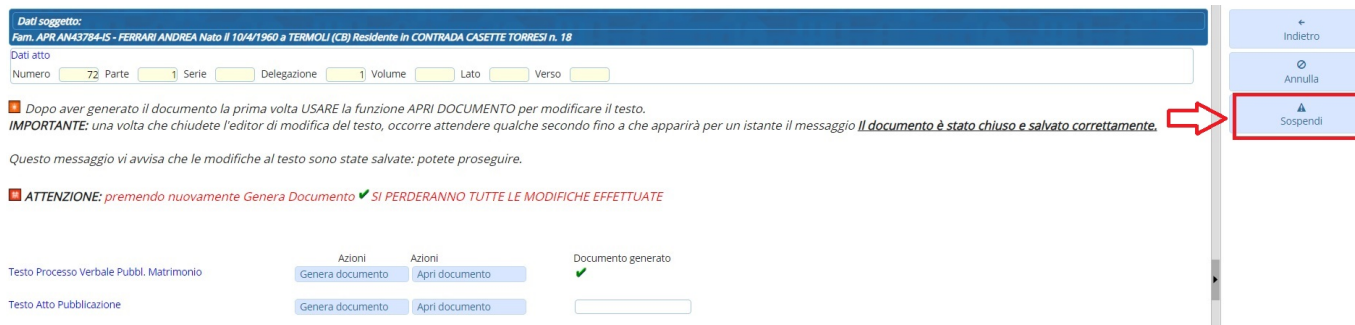 Dati soggetto:
Fam. APR AN43784-IS - FERRARI ANDREA Nato il 10/4/1960 a TERMOLI (CB) Residente in CONTRADA CASETTE TORRESI n. 18
Dati atto
Numero 72 Parte 1 Serie Delegazione 1 Volume Lato Verso
Dopo aver generato il documento la prima volta USARE la funzione APRI DOCUMENTO per modificare il testo.
IMPORTANTE: una volta che chiudete l'editor di modifica del testo, occorre attendere qualche secondo fino a che apparirà per un istante il messaggio Il documento è stato chiuso e salvato correttamente.
Questo messaggio vi avvisa che le modifiche al testo sono state salvate: potete proseguire.
ATTENZIONE: premendo nuovamente Genera Documento ✔ SI PERDERANNO TUTTE LE MODIFICHE EFFETTUATE
Azioni Azioni Documento generato
Testo Processo Verbale Pubbl. Matrimonio Genera documento Apri documento ✔
Testo Atto Pubblicazione Genera documento Apri documento
Indietro
Annulla
Sospendi